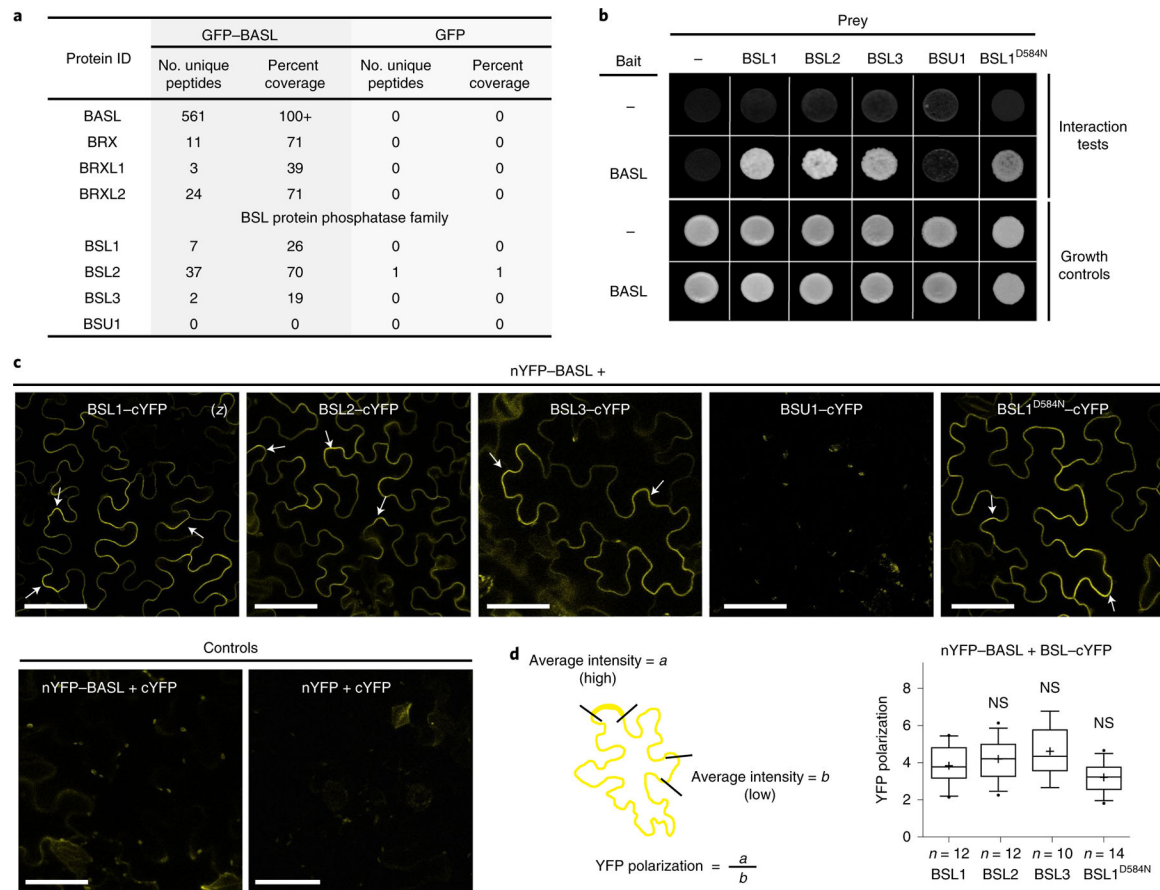 a
Protein ID GFP–BASL GFP
No. unique peptides Percent coverage No. unique peptides Percent coverage
BASL 561 100+ 0 0
BRX 11 71 0 0
BRXL1 3 39 0 0
BRXL2 24 71 0 0
BSL protein phosphatase family
BSL1 7 26 0 0
BSL2 37 70 1 1
BSL3 2 19 0 0
BSU1 0 0 0 0
b
Prey
Bait – BSL1 BSL2 BSL3 BSU1 BSL1^D584N
–
BASL
Interaction
tests
–
BASL
Growth
controls
c
nYFP–BASL +
BSL1–cYFP (z) BSL2–cYFP BSL3–cYFP BSU1–cYFP BSL1^D584N–cYFP
Controls
nYFP–BASL + cYFP nYFP + cYFP
d
Average intensity = a
(high)
Average intensity = b
(low)
YFP polarization = a
b
nYFP–BASL + BSL–cYFP
YFP polarization
8
6
4
2
0
NS NS NS
n = 12 n = 12 n = 10 n = 14
BSL1 BSL2 BSL3 BSL1^D584N